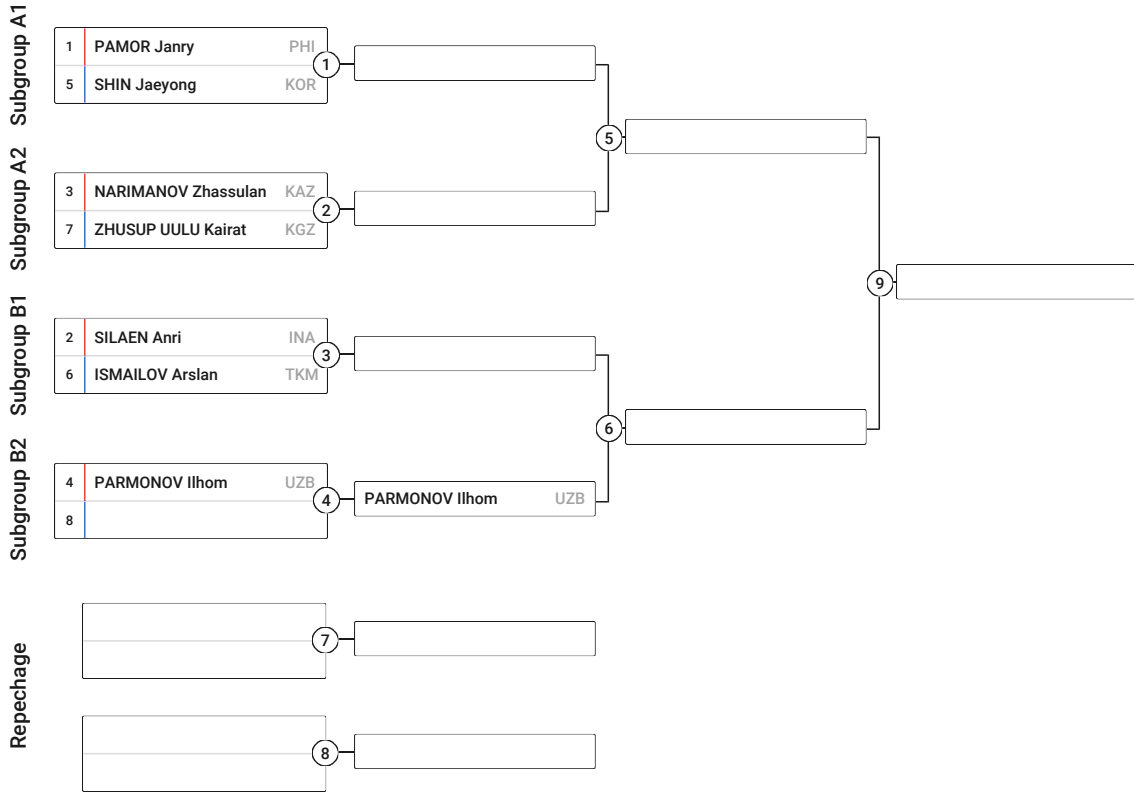 Subgroup A1
1 PAMOR Janry PHI
5 SHIN Jaeyong KOR
1
5
Subgroup A2
3 NARIMANOV Zhassulan KAZ
7 ZHUSUP UULU Kairat KGZ
2
9
Subgroup B1
2 SILAEN Anri INA
6 ISMAILOV Arslan TKM
3
6
Subgroup B2
4 PARMONOV Ilhom UZB
8
4
PARMONOV Ilhom UZB
Repechage
7
8